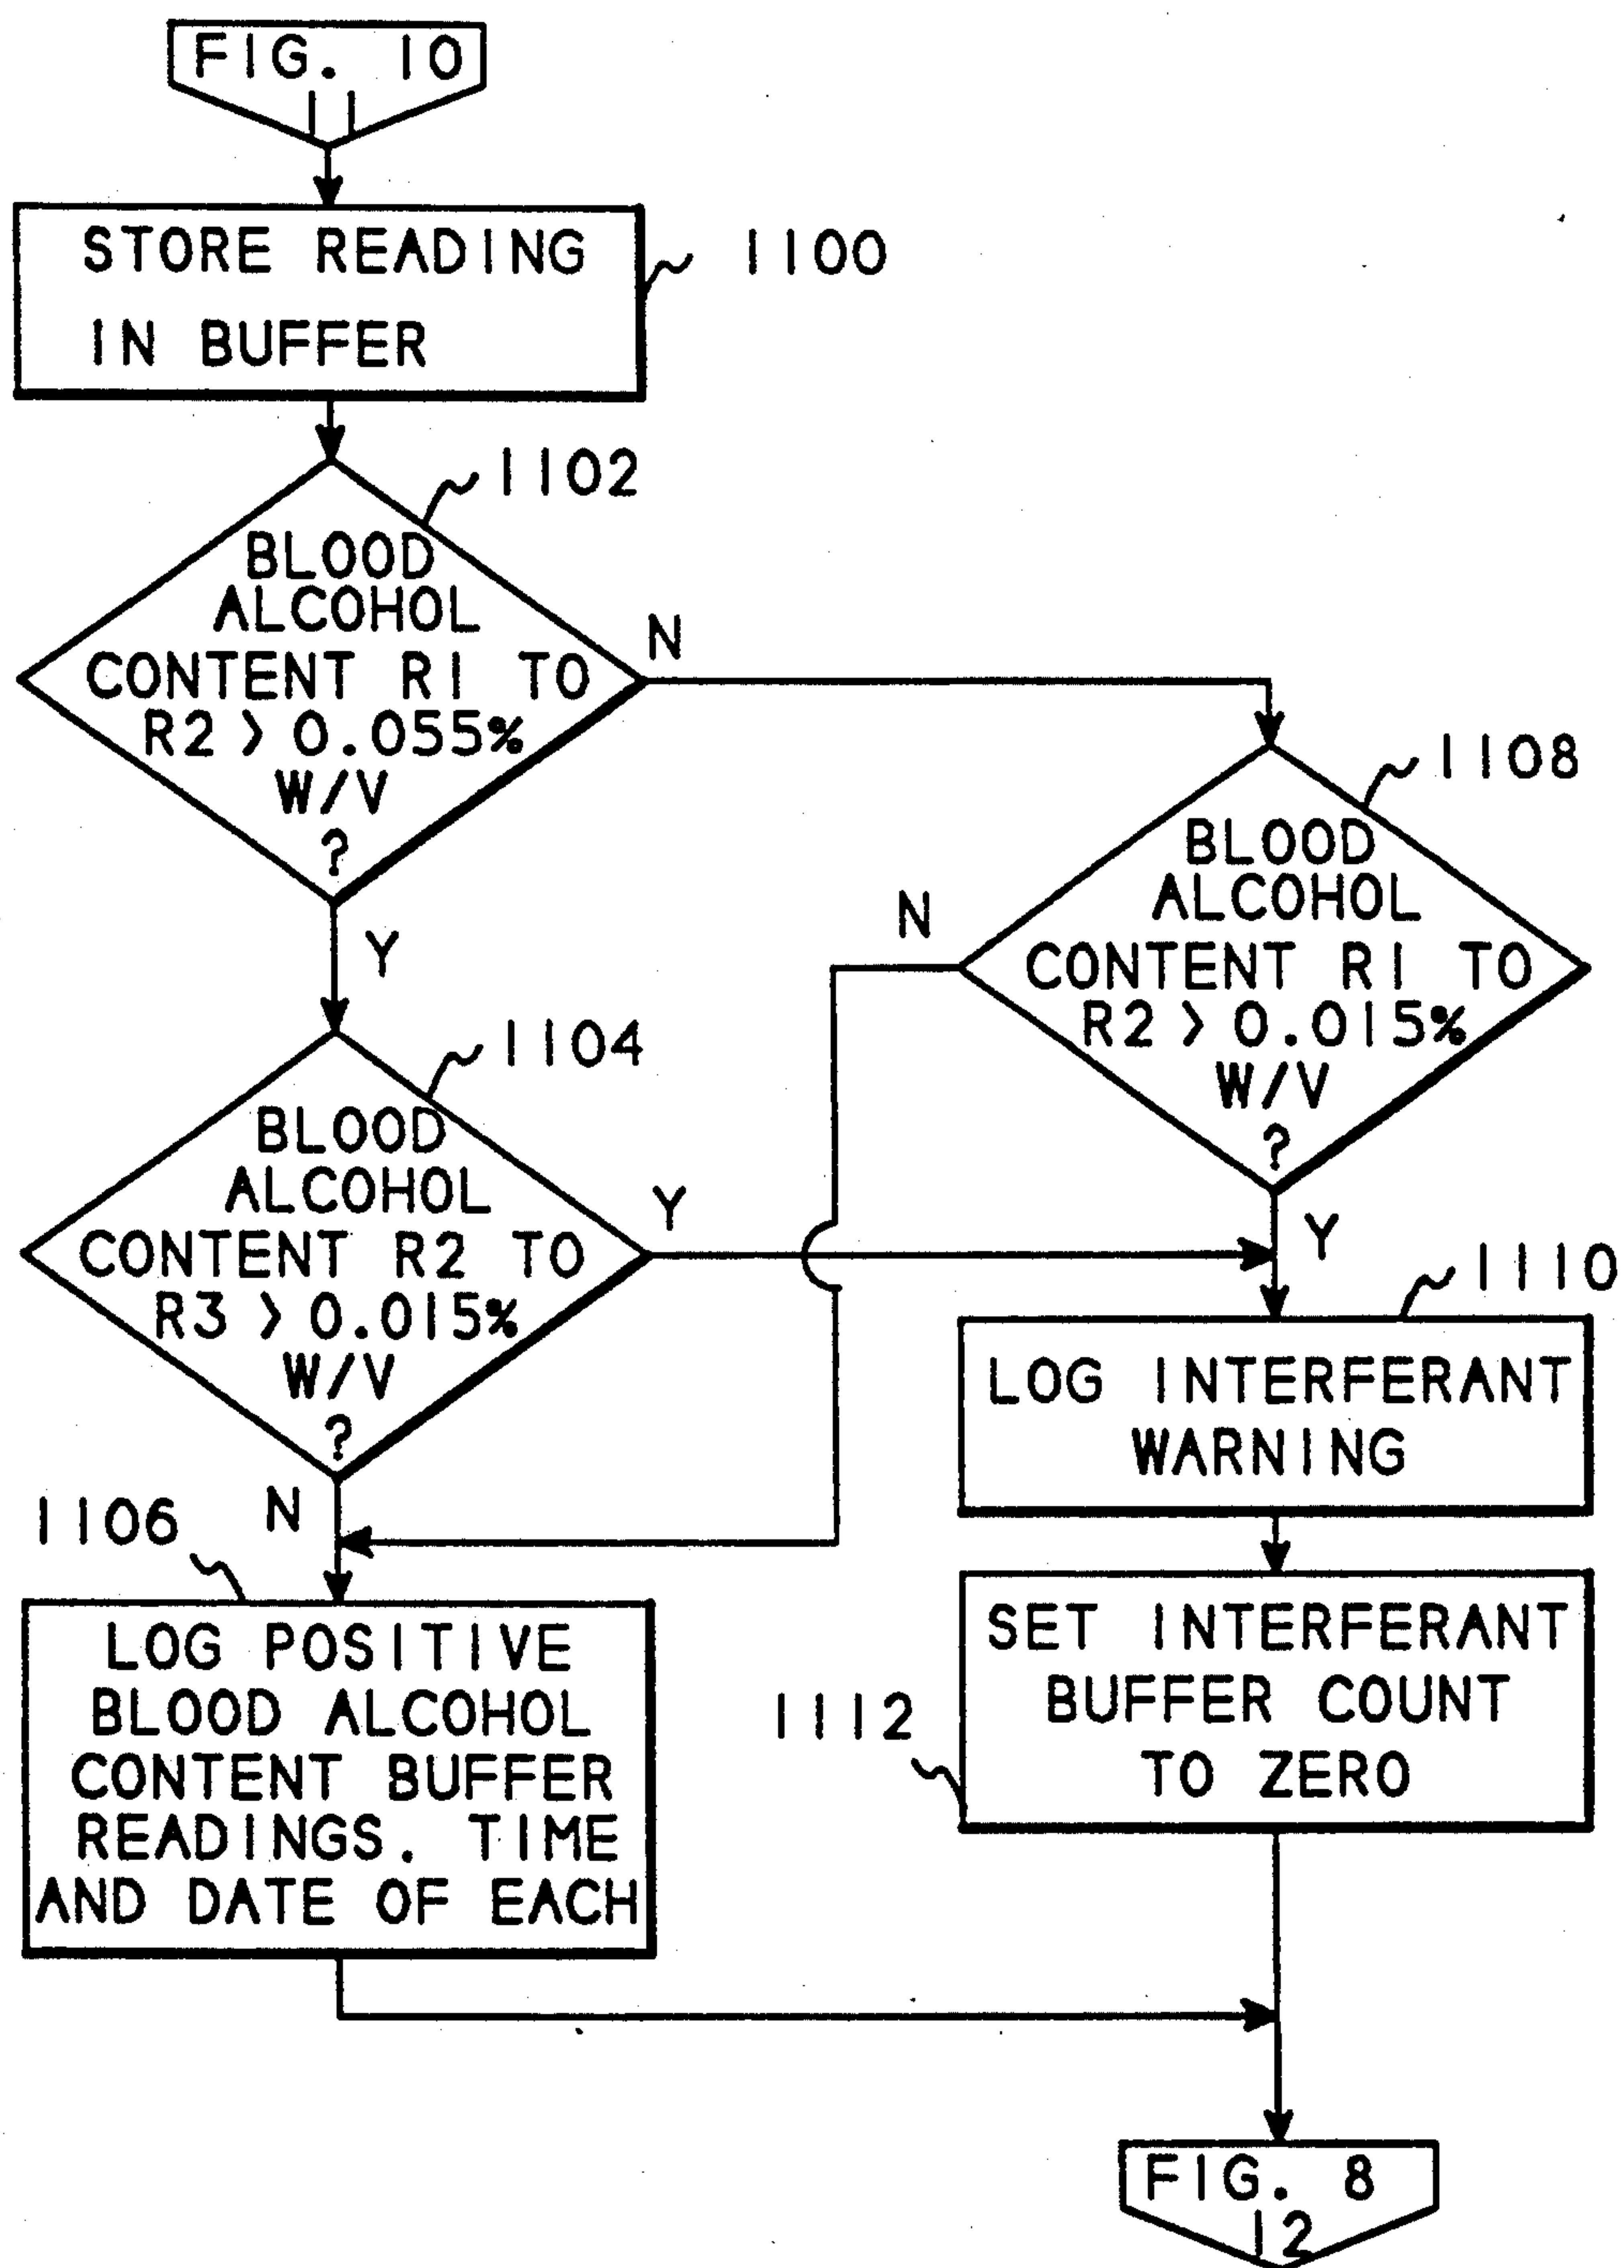 FIG. 10
11
STORE READING
IN BUFFER
1100
1102
BLOOD
ALCOHOL
CONTENT R1 TO
R2 > 0.055%
W/V
?
N
Y
1108
BLOOD
ALCOHOL
CONTENT R1 TO
R2 > 0.015%
W/V
?
N
Y
1104
BLOOD
ALCOHOL
CONTENT R2 TO
R3 > 0.015%
W/V
?
Y
N
1110
LOG INTERFERANT
WARNING
1106
LOG POSITIVE
BLOOD ALCOHOL
CONTENT BUFFER
READINGS. TIME
AND DATE OF EACH
1112
SET INTERFERANT
BUFFER COUNT
TO ZERO
FIG. 8
12